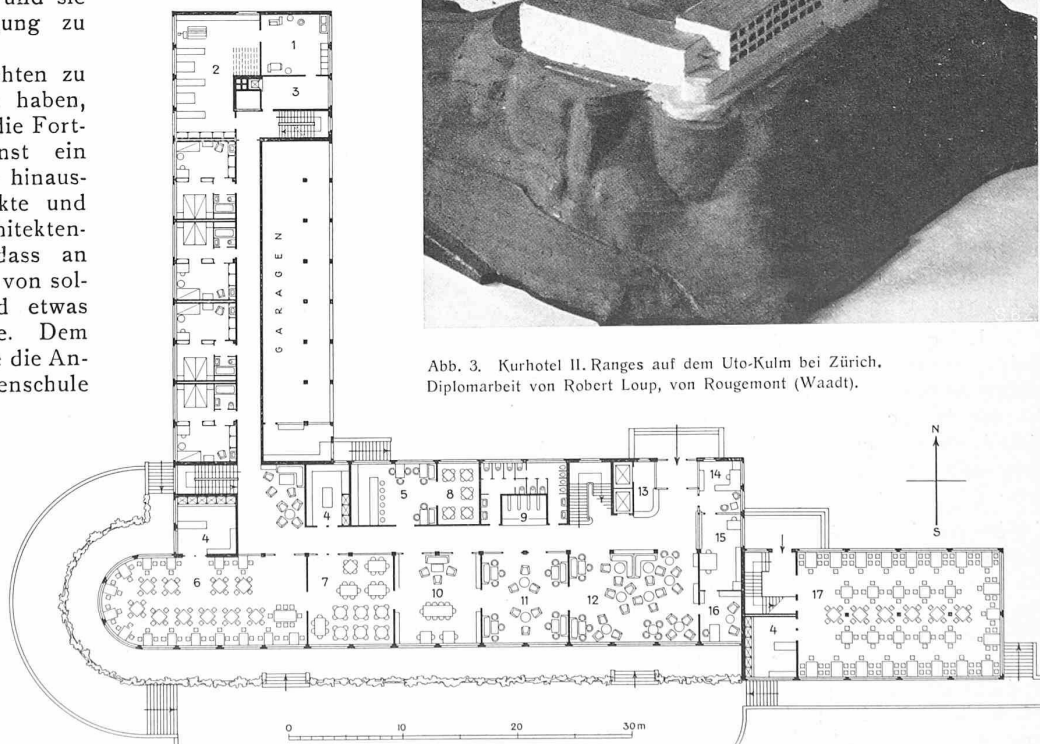 und sie
ung zu
chten zu
haben,
die Fort-
nst ein
hinaus-
kte und
hitekten-
dass an
von sol-
d etwas
e. Dem
e die An-
enschule
Abb. 3. Kurhotel II. Ranges auf dem Uto-Kulm bei Zürich.
Diplomarbeit von Robert Loup, von Rougemont (Waadt).
1
2
3
GARAGEN
N
S
14
13
5
8
4
9
15
4
6
7
10
11
12
16
17
4
0 10 20 30 m